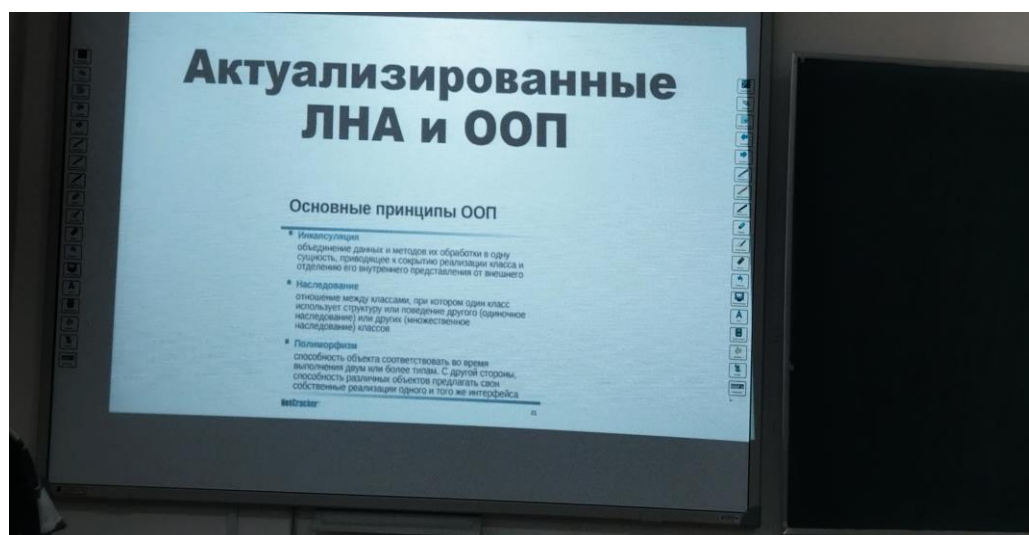 Актуализированные
ЛНА и ООП
Основные принципы ООП
Инкапсуляция
объединение данных и методов их обработки в одну
сущность, приводящее к сокрытию реализации класса и
отделению его внутреннего представления от внешнего
Наследование
отношение между классами, при котором один класс
использует структуру или поведение другого (одиночное
наследование) или других (множественное
наследование) классов
Полиморфизм
способность объекта соответствовать во время
выполнения двум или более типам. С другой стороны,
способность различных объектов предлагать свои
собственные реализации одного и того же интерфейса
NetCracker